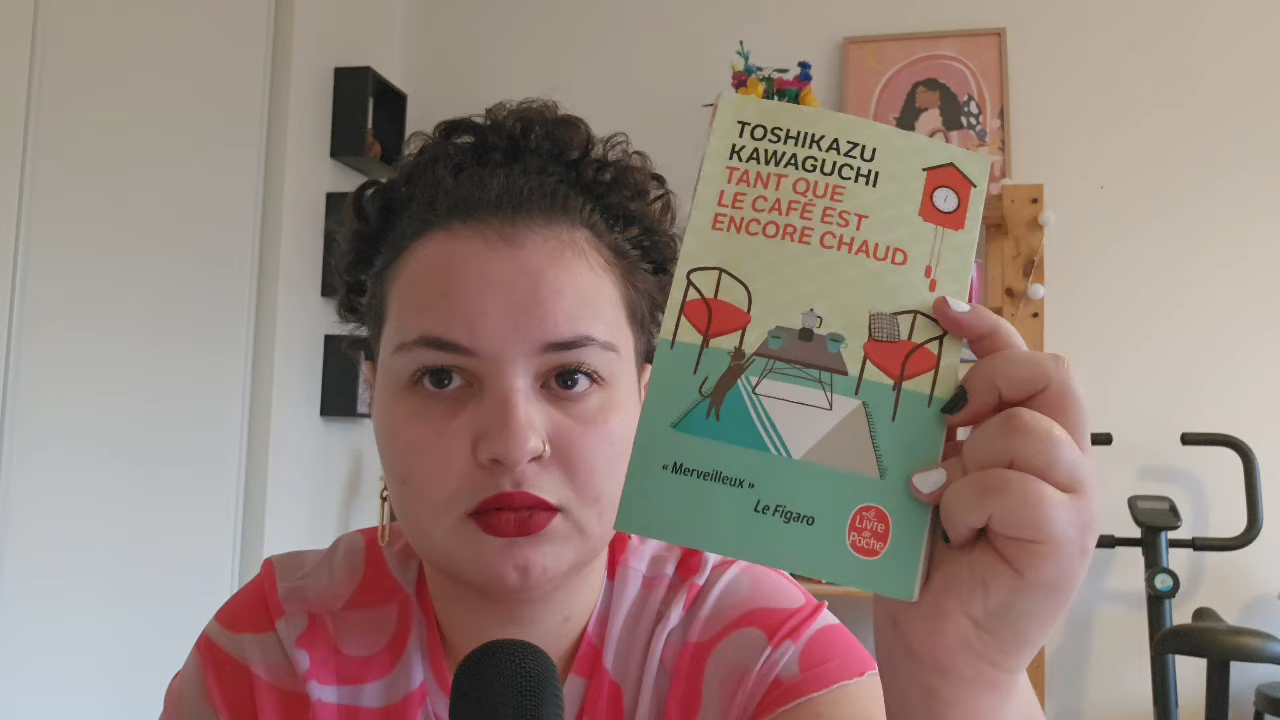 TOSHIKAZU
KAWAGUCHI
TANT QUE
LE CAFÉ EST
ENCORE CHAUD
« Merveilleux »
Le Figaro
Le
Livre
de
Poche